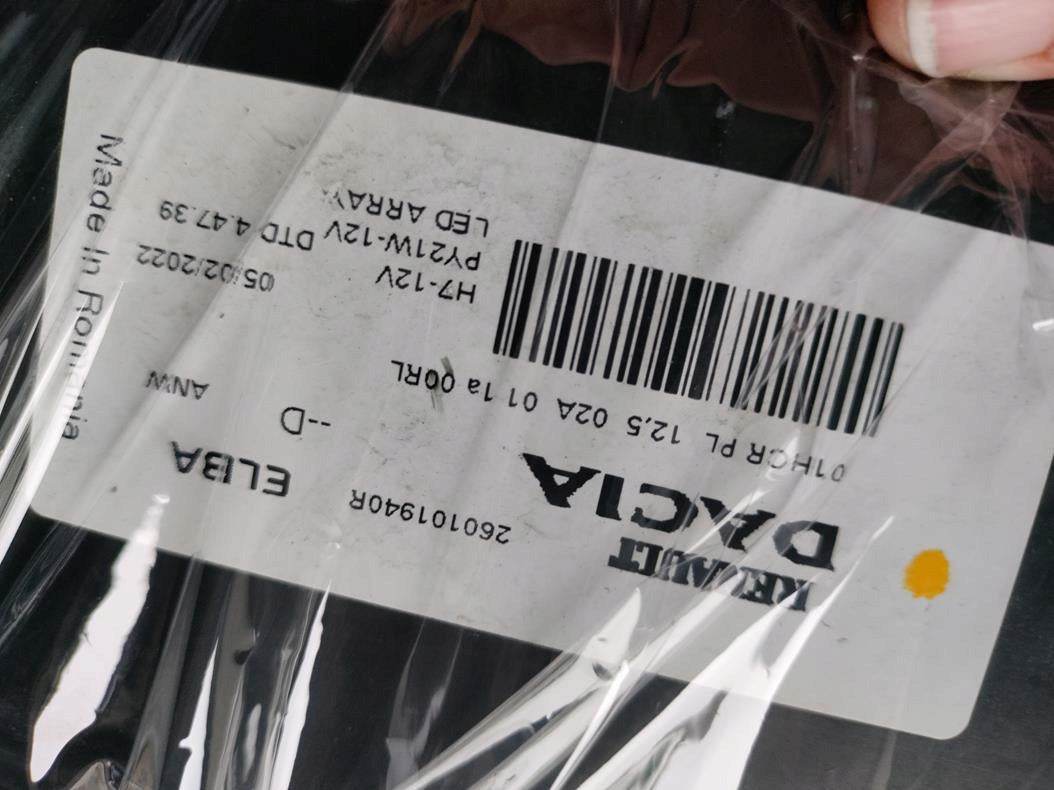 RENAULT
DACIA
260101940R
ELBA
--D
01HCR PL 12,5 02A 01 1a 00RL
ANW
H7-12V
05/02/2022
PY21W-12V
DTD 4.47.39
LED ARRAY
Made In Romania